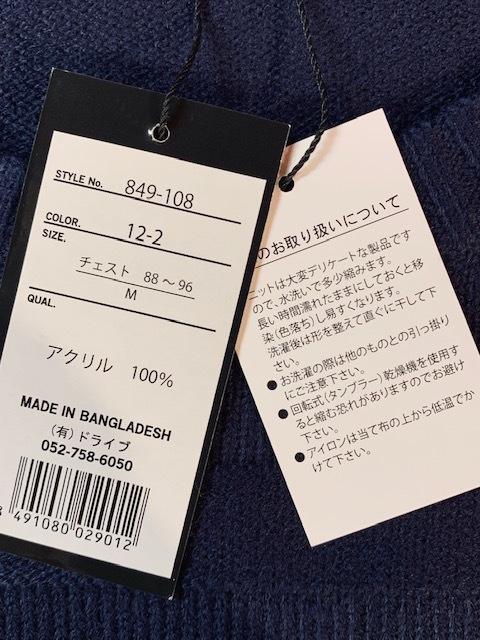 STYLE No. 849-108
COLOR. 12-2
SIZE.
チェスト 88～96
M
QUAL.
アクリル 100%
MADE IN BANGLADESH
（有）ドライブ
052-758-6050
491080 029012
のお取り扱いについて
ニットは大変デリケートな製品です
ので、水洗いで多少縮みます。
長い時間濡れたままにしておくと移
染（色落ち）し易すくなります。
洗濯後は形を整えて直ぐに干して下
さい。
●お洗濯の際は他のものとの引っ掛り
にご注意下さい。
●回転式（タンブラー）乾燥機を使用す
ると縮む恐れがありますのでお避け
下さい。
●アイロンは当て布の上から低温でか
けて下さい。